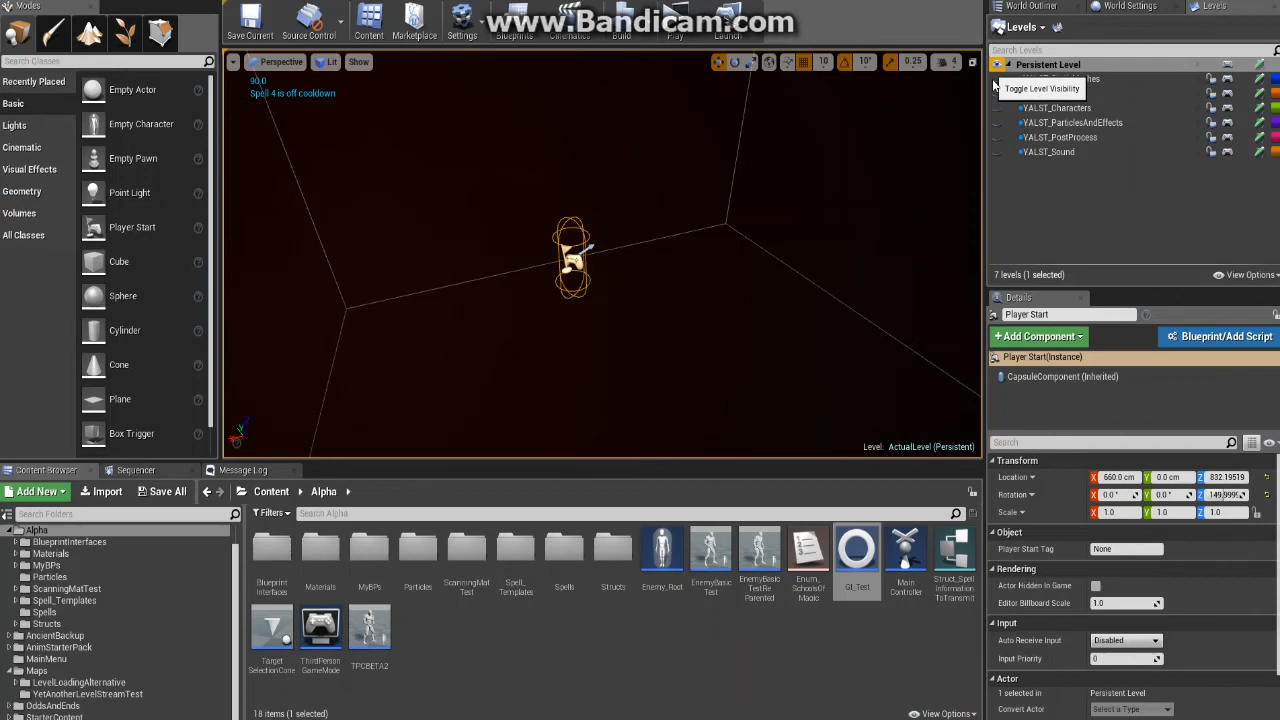 Modes
www.Bandicam.com
World Outliner
World Settings
Levels
Save Current
Source Control
Content
Marketplace
Settings
Blueprints
Cinematics
Build
Play
Launch
Levels
Search Classes
Search Levels
Perspective
Lit
Show
10
10°
0.25
4
Persistent Level
Toggle Level Visibility
YALST_Characters
YALST_ParticlesAndEffects
YALST_PostProcess
YALST_Sound
90.0
Spell 4 is off cooldown
Recently Placed
Basic
Lights
Cinematic
Visual Effects
Geometry
Volumes
All Classes
Empty Actor
Empty Character
Empty Pawn
Point Light
Player Start
Cube
Sphere
Cylinder
Cone
Plane
Box Trigger
7 levels (1 selected)
View Options
Details
Player Start
+Add Component
Blueprint/Add Script
Player Start(Instance)
CapsuleComponent (Inherited)
Level: ActualLevel (Persistent)
Search
Transform
Location
X 660.0 cm
Y 0.0 cm
Z 832.19519
Rotation
X 0.0 °
Y 0.0 °
Z 149.9999
Scale
X 1.0
Y 1.0
Z 1.0
Object
Player Start Tag
None
Rendering
Actor Hidden In Game
Editor Billboard Scale
1.0
Input
Auto Receive Input
Disabled
Input Priority
0
Actor
1 selected in
Persistent Level
Convert Actor
Select a Type
Content Browser
Sequencer
Message Log
Add New
Import
Save All
Content
Alpha
Search Folders
Filters
Search Alpha
Alpha
BlueprintInterfaces
Materials
MyBPs
Particles
ScanningMatTest
Spell_Templates
Spells
Structs
AncientBackup
AnimStarterPack
MainMenu
Maps
LevelLoadingAlternative
YetAnotherLevelStreamTest
OddsAndEnds
StarterContent
Blueprint
Interfaces
Materials
MyBPs
Particles
ScanningMat
Test
Spell_
Templates
Spells
Structs
Enemy_Root
EnemyBasic
Test
EnemyBasic
TestRe
Parented
Enum_
SchoolsOf
Magic
GI_Test
Main
Controller
Struct_Spell
Information
ToTransmit
Target
SelectionCone
ThirdPerson
GameMode
TPCBETA2
18 items (1 selected)
View Options